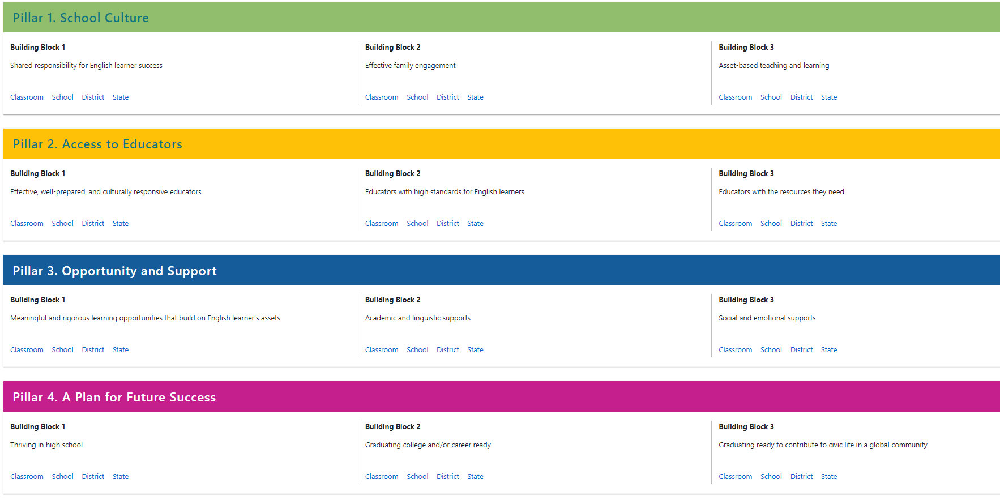 Pillar 1. School Culture
Building Block 1
Shared responsibility for English learner success
Classroom School District State
Building Block 2
Effective family engagement
Classroom School District State
Building Block 3
Asset-based teaching and learning
Classroom School District State
Pillar 2. Access to Educators
Building Block 1
Effective, well-prepared, and culturally responsive educators
Classroom School District State
Building Block 2
Educators with high standards for English learners
Classroom School District State
Building Block 3
Educators with the resources they need
Classroom School District State
Pillar 3. Opportunity and Support
Building Block 1
Meaningful and rigorous learning opportunities that build on English learner's assets
Classroom School District State
Building Block 2
Academic and linguistic supports
Classroom School District State
Building Block 3
Social and emotional supports
Classroom School District State
Pillar 4. A Plan for Future Success
Building Block 1
Thriving in high school
Classroom School District State
Building Block 2
Graduating college and/or career ready
Classroom School District State
Building Block 3
Graduating ready to contribute to civic life in a global community
Classroom School District State